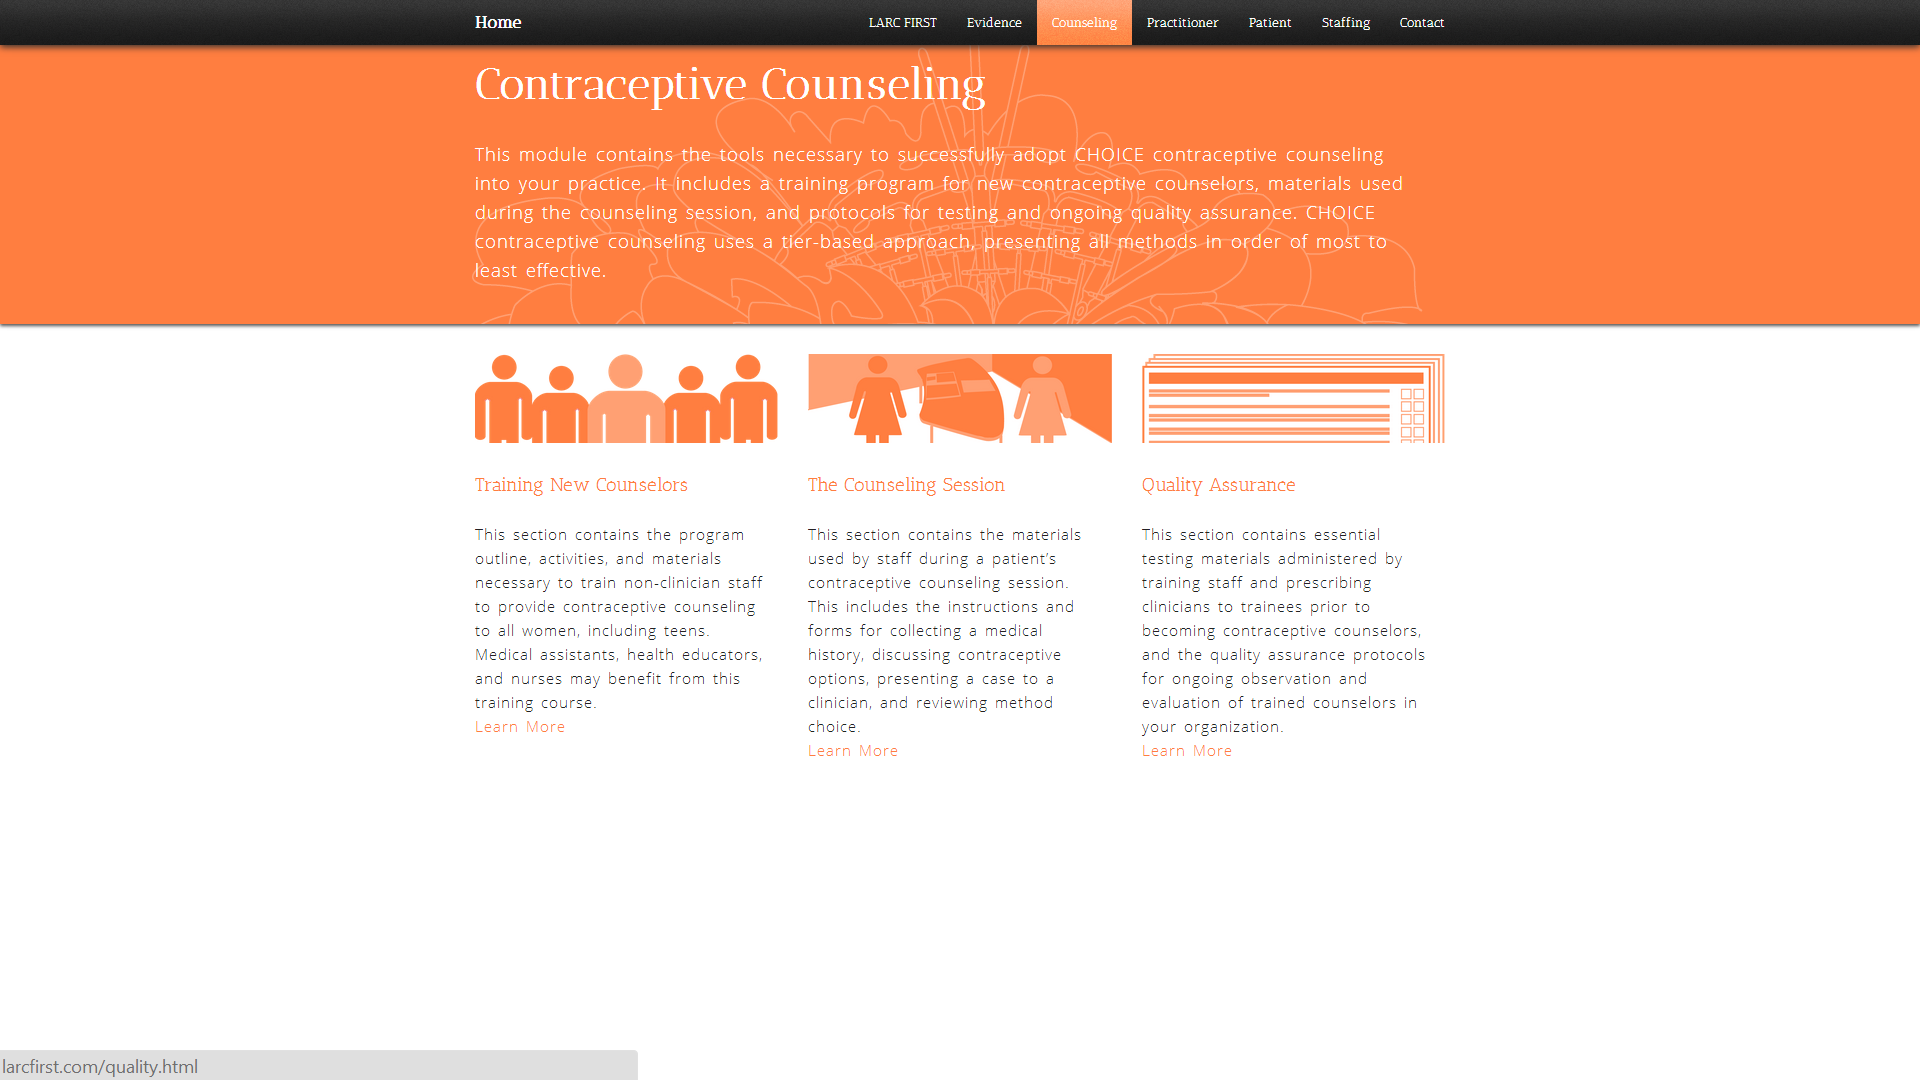 Home
LARC FIRST
Evidence
Counseling
Practitioner
Patient
Staffing
Contact
Contraceptive Counseling
This module contains the tools necessary to successfully adopt CHOICE contraceptive counseling
into your practice. It includes a training program for new contraceptive counselors, materials used
during the counseling session, and protocols for testing and ongoing quality assurance. CHOICE
contraceptive counseling uses a tier-based approach, presenting all methods in order of most to
least effective.
Training New Counselors
This section contains the program
outline, activities, and materials
necessary to train non-clinician staff
to provide contraceptive counseling
to all women, including teens.
Medical assistants, health educators,
and nurses may benefit from this
training course.
Learn More
The Counseling Session
This section contains the materials
used by staff during a patient’s
contraceptive counseling session.
This includes the instructions and
forms for collecting a medical
history, discussing contraceptive
options, presenting a case to a
clinician, and reviewing method
choice.
Learn More
Quality Assurance
This section contains essential
testing materials administered by
training staff and prescribing
clinicians to trainees prior to
becoming contraceptive counselors,
and the quality assurance protocols
for ongoing observation and
evaluation of trained counselors in
your organization.
Learn More
larcfirst.com/quality.html